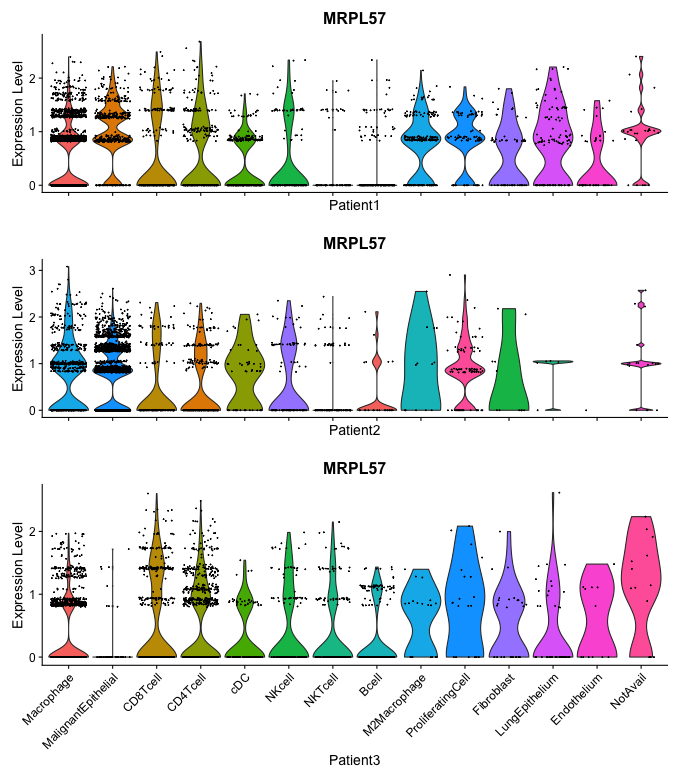 MRPL57
Expression Level
2
1
0
Patient1
MRPL57
Expression Level
3
2
1
0
Patient2
MRPL57
Expression Level
2
1
0
Macrophage
MalignantEpithelial
CD8Tcell
CD4Tcell
cDC
NKcell
NKTcell
Bcell
M2Macrophage
ProliferatingCell
Fibroblast
LungEpithelium
Endothelium
NotAvail
Patient3